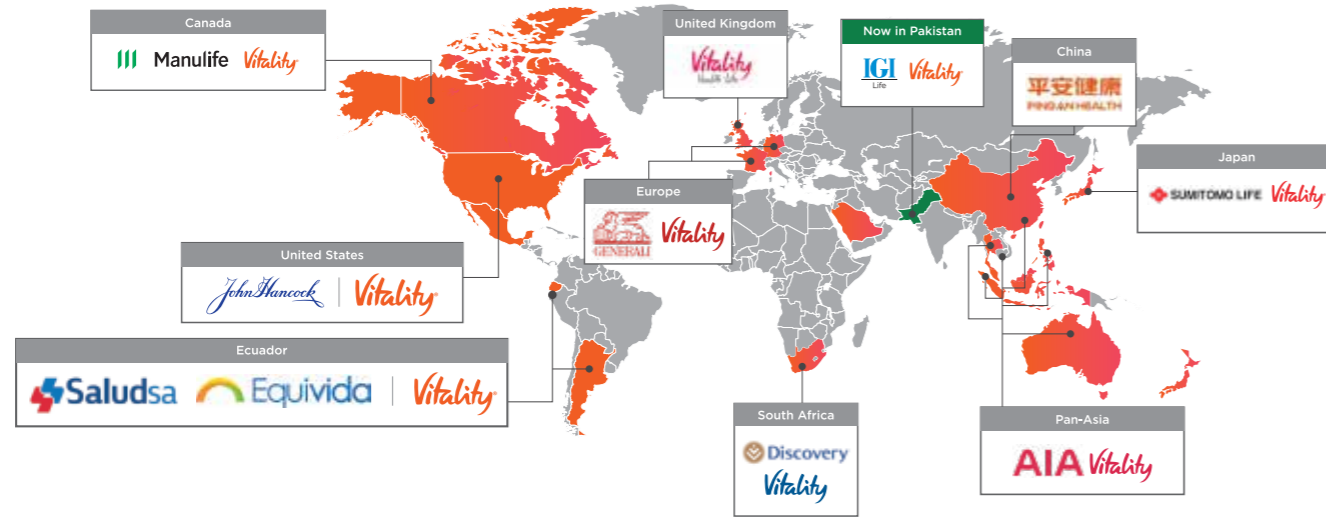 Canada
Manulife Vitality
United Kingdom
Vitality
Health Life
Now in Pakistan
IGI
Life
Vitality
China
平安健康
PINGAN HEALTH
Japan
SUMITOMO LIFE Vitality
Europe
GENERALI
Vitality
United States
John Hancock Vitality®
Ecuador
Saludsa Equivida Vitality®
South Africa
Discovery
Vitality
Pan-Asia
AIA Vitality